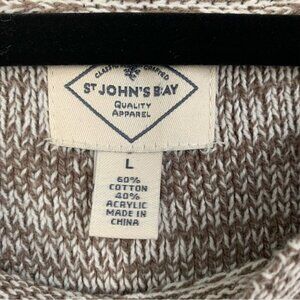 ST JOHN'S BAY
QUALITY
APPAREL
L
60%
COTTON
40%
ACRYLIC
MADE IN
CHINA